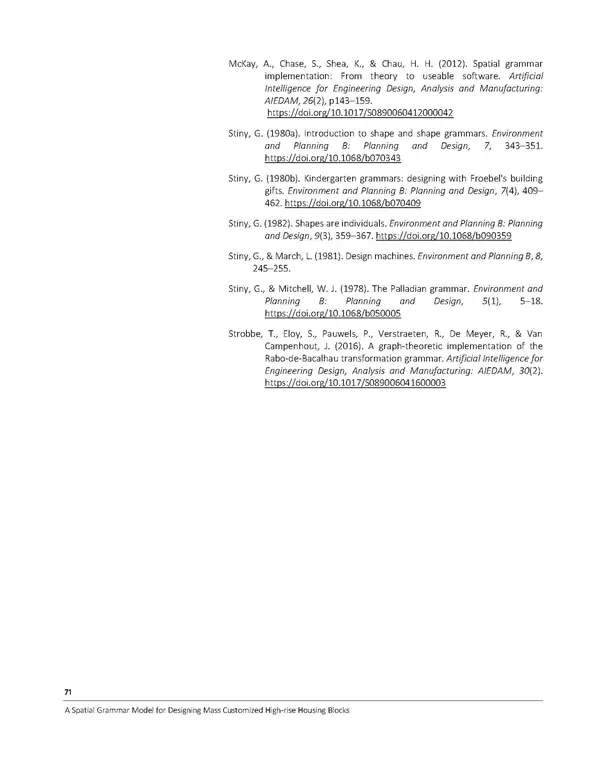 McKay, A., Chase, S., Shea, K., & Chau, H. H. (2012). Spatial grammar
implementation: From theory to useable software. Artificial
Intelligence for Engineering Design, Analysis and Manufacturing:
AIEDAM, 26(2), p143–159.
https://doi.org/10.1017/S0890060412000042
Stiny, G. (1980a). Introduction to shape and shape grammars. Environment
and Planning B: Planning and Design, 7, 343–351.
https://doi.org/10.1068/b070343
Stiny, G. (1980b). Kindergarten grammars: designing with Froebel's building
gifts. Environment and Planning B: Planning and Design, 7(4), 409–
462. https://doi.org/10.1068/b070409
Stiny, G. (1982). Shapes are individuals. Environment and Planning B: Planning
and Design, 9(3), 359–367. https://doi.org/10.1068/b090359
Stiny, G., & March, L. (1981). Design machines. Environment and Planning B, 8,
245–255.
Stiny, G., & Mitchell, W. J. (1978). The Palladian grammar. Environment and
Planning B: Planning and Design, 5(1), 5–18.
https://doi.org/10.1068/b050005
Strobbe, T., Eloy, S., Pauwels, P., Verstraeten, R., De Meyer, R., & Van
Campenhout, J. (2016). A graph-theoretic implementation of the
Rabo-de-Bacalhau transformation grammar. Artificial Intelligence for
Engineering Design, Analysis and Manufacturing: AIEDAM, 30(2).
https://doi.org/10.1017/S089006041600003
71
A Spatial Grammar Model for Designing Mass Customized High-rise Housing Blocks